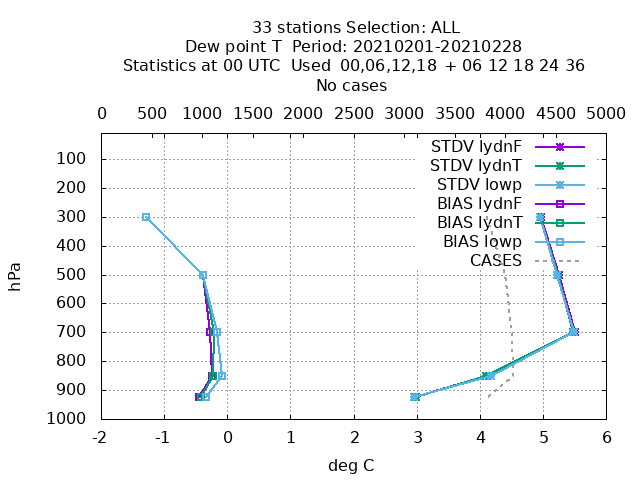 33 stations Selection: ALL
Dew point T  Period: 20210201-20210228
Statistics at 00 UTC  Used  00,06,12,18  + 06 12 18 24 36
No cases
0 500 1000 1500 2000 2500 3000 3500 4000 4500 5000
STDV lydnF
STDV lydnT
STDV lowp
BIAS lydnF
BIAS lydnT
BIAS lowp
CASES
100
200
300
400
500
600
700
800
900
1000
hPa
-2 -1 0 1 2 3 4 5 6
deg C